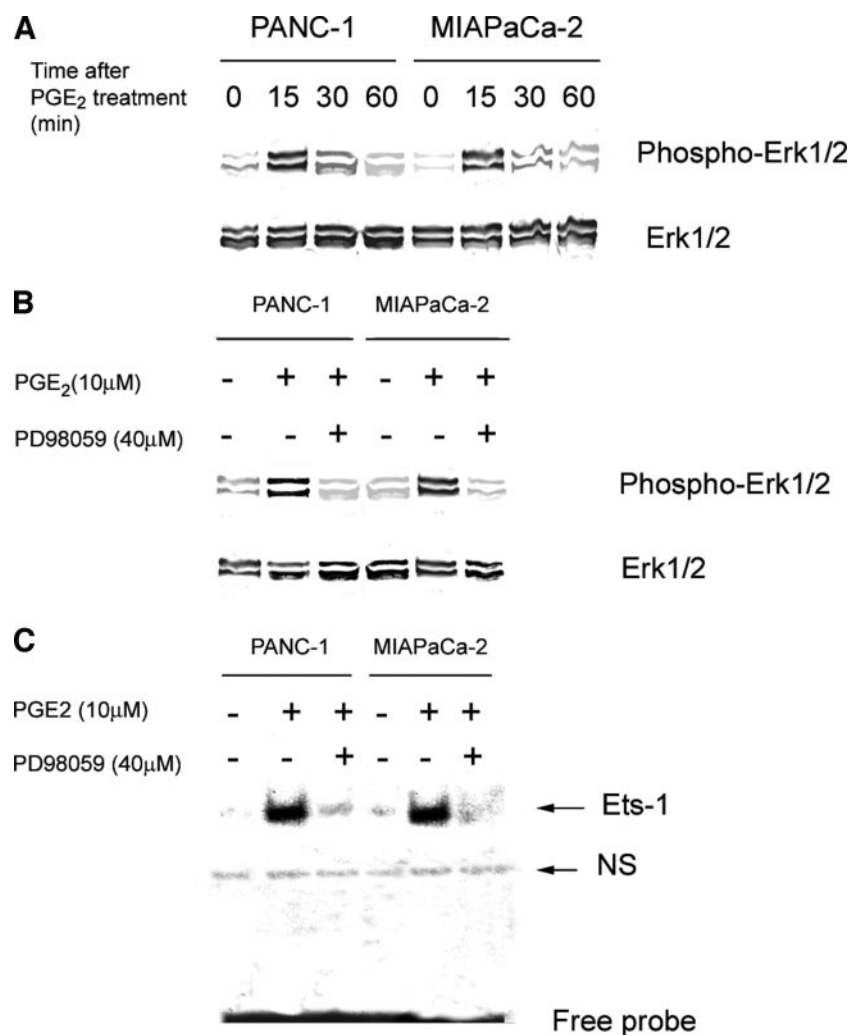 A
PANC-1 MIAPaCa-2
Time after
PGE₂ treatment
(min)
0 15 30 60 0 15 30 60
Phospho-Erk1/2
Erk1/2
B
PANC-1 MIAPaCa-2
PGE₂(10µM) - + + - + +
PD98059 (40µM) - - + - - +
Phospho-Erk1/2
Erk1/2
C
PANC-1 MIAPaCa-2
PGE2 (10µM) - + + - + +
PD98059 (40µM) - - + - - +
Ets-1
NS
Free probe